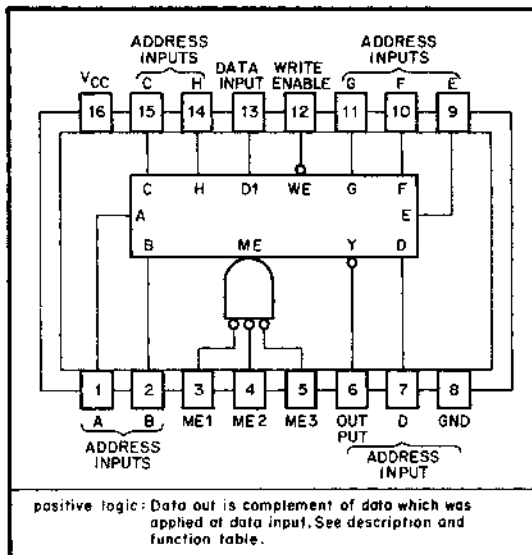 ADDRESS INPUTS
ADDRESS INPUTS
VCC C H DATA INPUT WRITE ENABLE G F E
16 15 14 13 12 11 10 9
C H D1 WE G F
A E
B ME Y D
1 2 3 4 5 6 7 8
A B ME1 ME2 ME3 OUT PUT D GND
ADDRESS INPUTS
ADDRESS INPUT
positive logic: Data out is complement of data which was
applied at data input. See description and
function table.